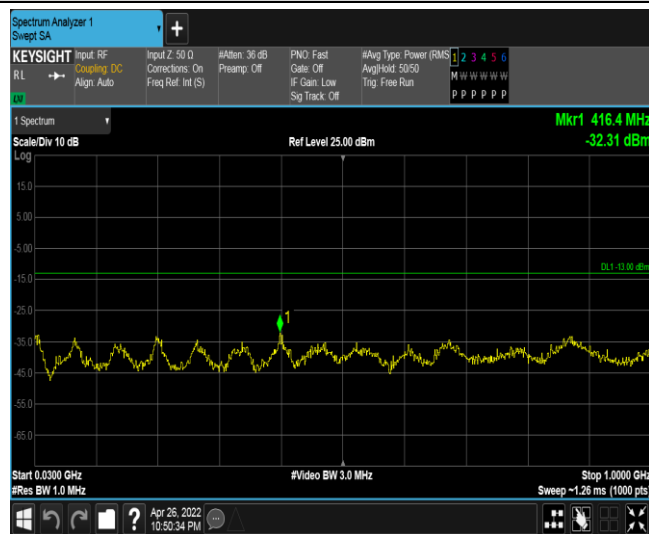 Spectrum Analyzer 1
Swept SA
+
KEYSIGHT Input: RF Input Z: 50 Ω #Atten: 36 dB PNO: Fast #Avg Type: Power (RMS 1 2 3 4 5 6
RL Coupling: DC Corrections: On Preamp: Off Gate: Off Avg|Hold: 50/50 M W W W W W
Align: Auto Freq Ref: Int (S) IF Gain: Low Trig: Free Run
Sig Track: Off P P P P P P
1 Spectrum Mkr1 416.4 MHz
Scale/Div 10 dB Ref Level 25.00 dBm -32.31 dBm
Log
15.0
5.00
-5.00
DL1 -13.00 dBm
-15.0
-25.0
1
-35.0
-45.0
-55.0
-65.0
Start 0.0300 GHz #Video BW 3.0 MHz Stop 1.0000 GHz
#Res BW 1.0 MHz Sweep ~1.26 ms (1000 pts)
? Apr 26, 2022
10:50:34 PM